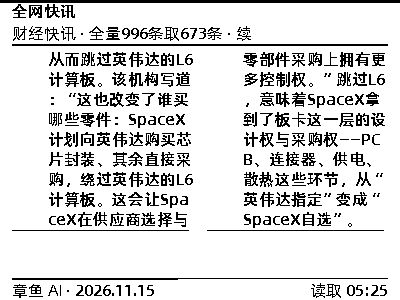 全网快讯
财经快讯·全量996条取673条·续
从而跳过英伟达的L6
计算板。该机构写道
：“这也改变了谁买
哪些零件：SpaceX
计划向英伟达购买芯
片封装、其余直接采
购，绕过英伟达的L6
计算板。这会让Spa
ceX在供应商选择与
零部件采购上拥有更
多控制权。”跳过L6
，意味着SpaceX拿
到了板卡这一层的设
计权与采购权——PC
B、连接器、供电、
散热这些环节，从“
英伟达指定”变成“
SpaceX自选”。
章鱼 AI·2026.11.15
读取 05:25